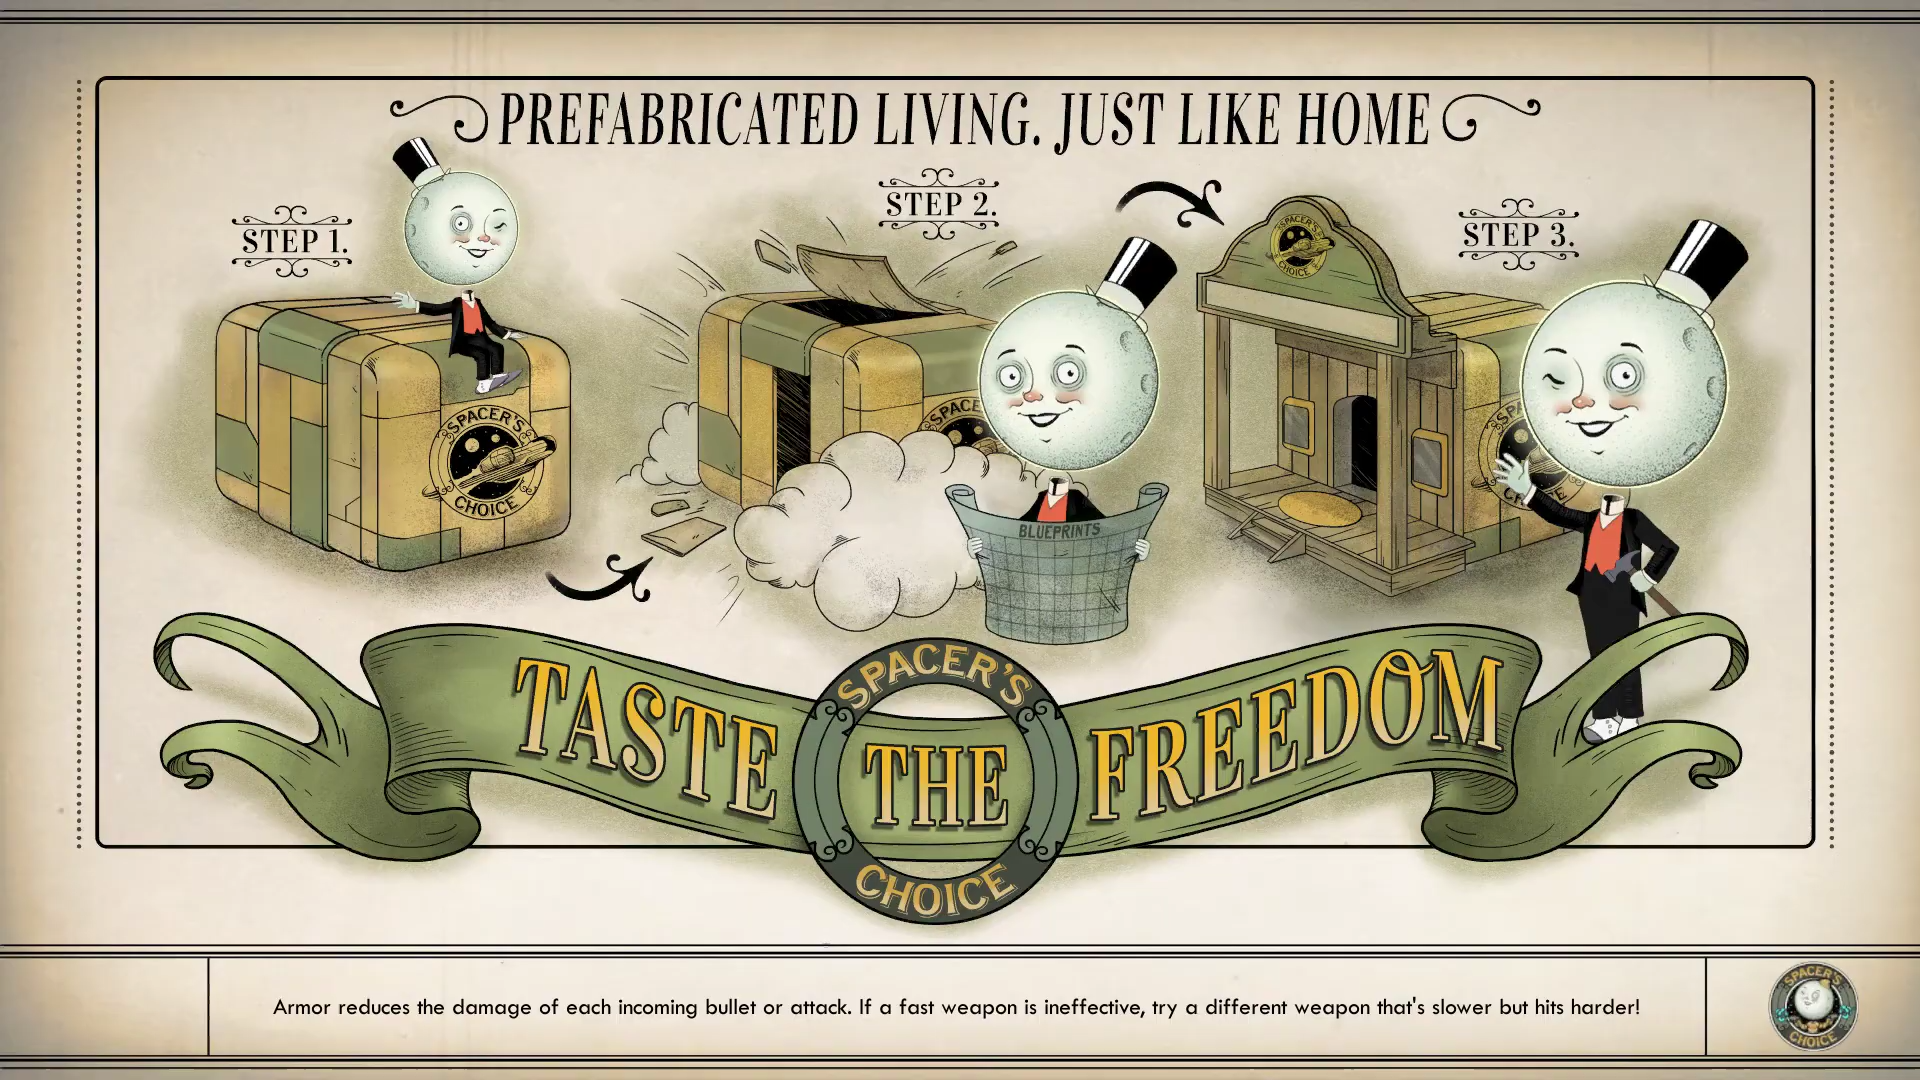 PREFABRICATED LIVING. JUST LIKE HOME
STEP 1.
STEP 2.
STEP 3.
SPACER'S
CHOICE
SPACE
BLUEPRINTS
SPACER'S
CHOICE
TASTE THE FREEDOM
SPACER'S
CHOICE
Armor reduces the damage of each incoming bullet or attack. If a fast weapon is ineffective, try a different weapon that's slower but hits harder!
SPACER'S
CHOICE